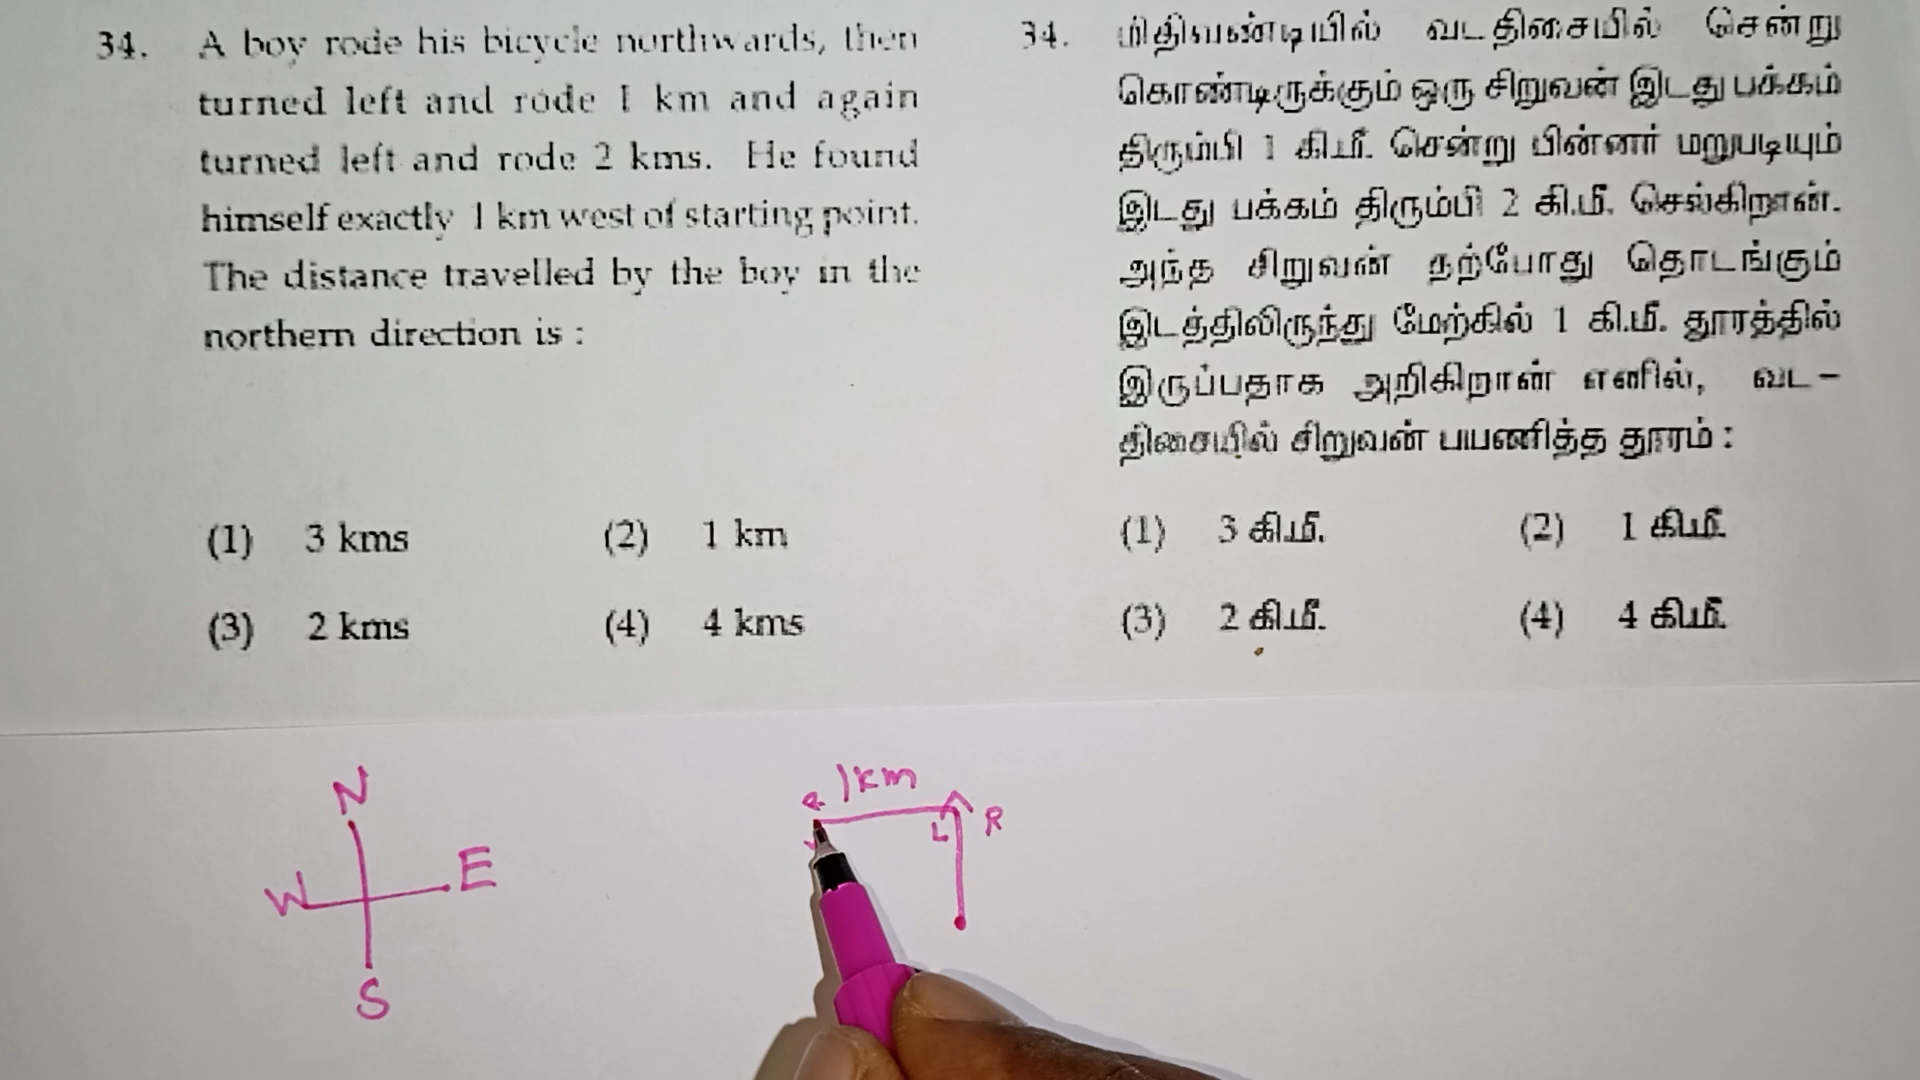 34. A boy rode his bicycle northwards, then
turned left and rode 1 km and again
turned left and rode 2 kms. He found
himself exactly 1 km west of starting point.
The distance travelled by the boy in the
northern direction is :
(1) 3 kms (2) 1 km
(3) 2 kms (4) 4 kms
34. மிதிவண்டியில் வடதிசையில் சென்று
கொண்டிருக்கும் ஒரு சிறுவன் இடது பக்கம்
திரும்பி 1 கி.மீ. சென்று பின்னர் மறுபடியும்
இடது பக்கம் திரும்பி 2 கி.மீ. செல்கிறான்.
அந்த சிறுவன் தற்போது தொடங்கும்
இடத்திலிருந்து மேற்கில் 1 கி.மீ. தூரத்தில்
இருப்பதாக அறிகிறான் எனில், வட -
திசையில் சிறுவன் பயணித்த தூரம் :
(1) 3 கி.மீ. (2) 1 கி.மீ.
(3) 2 கி.மீ. (4) 4 கி.மீ.
N
W E
S
1km
L R